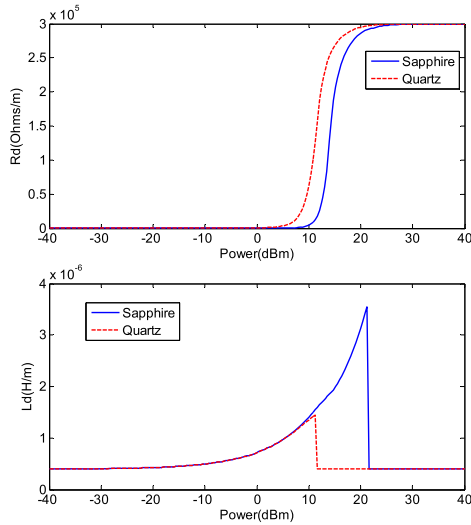 x 10^5
3
2.5
2
1.5
1
0.5
0
Rd(Ohms/m)
Sapphire
Quartz
-40 -30 -20 -10 0 10 20 30 40
Power(dBm)
x 10^-6
4
3
2
1
0
Ld(H/m)
Sapphire
Quartz
-40 -30 -20 -10 0 10 20 30 40
Power(dBm)